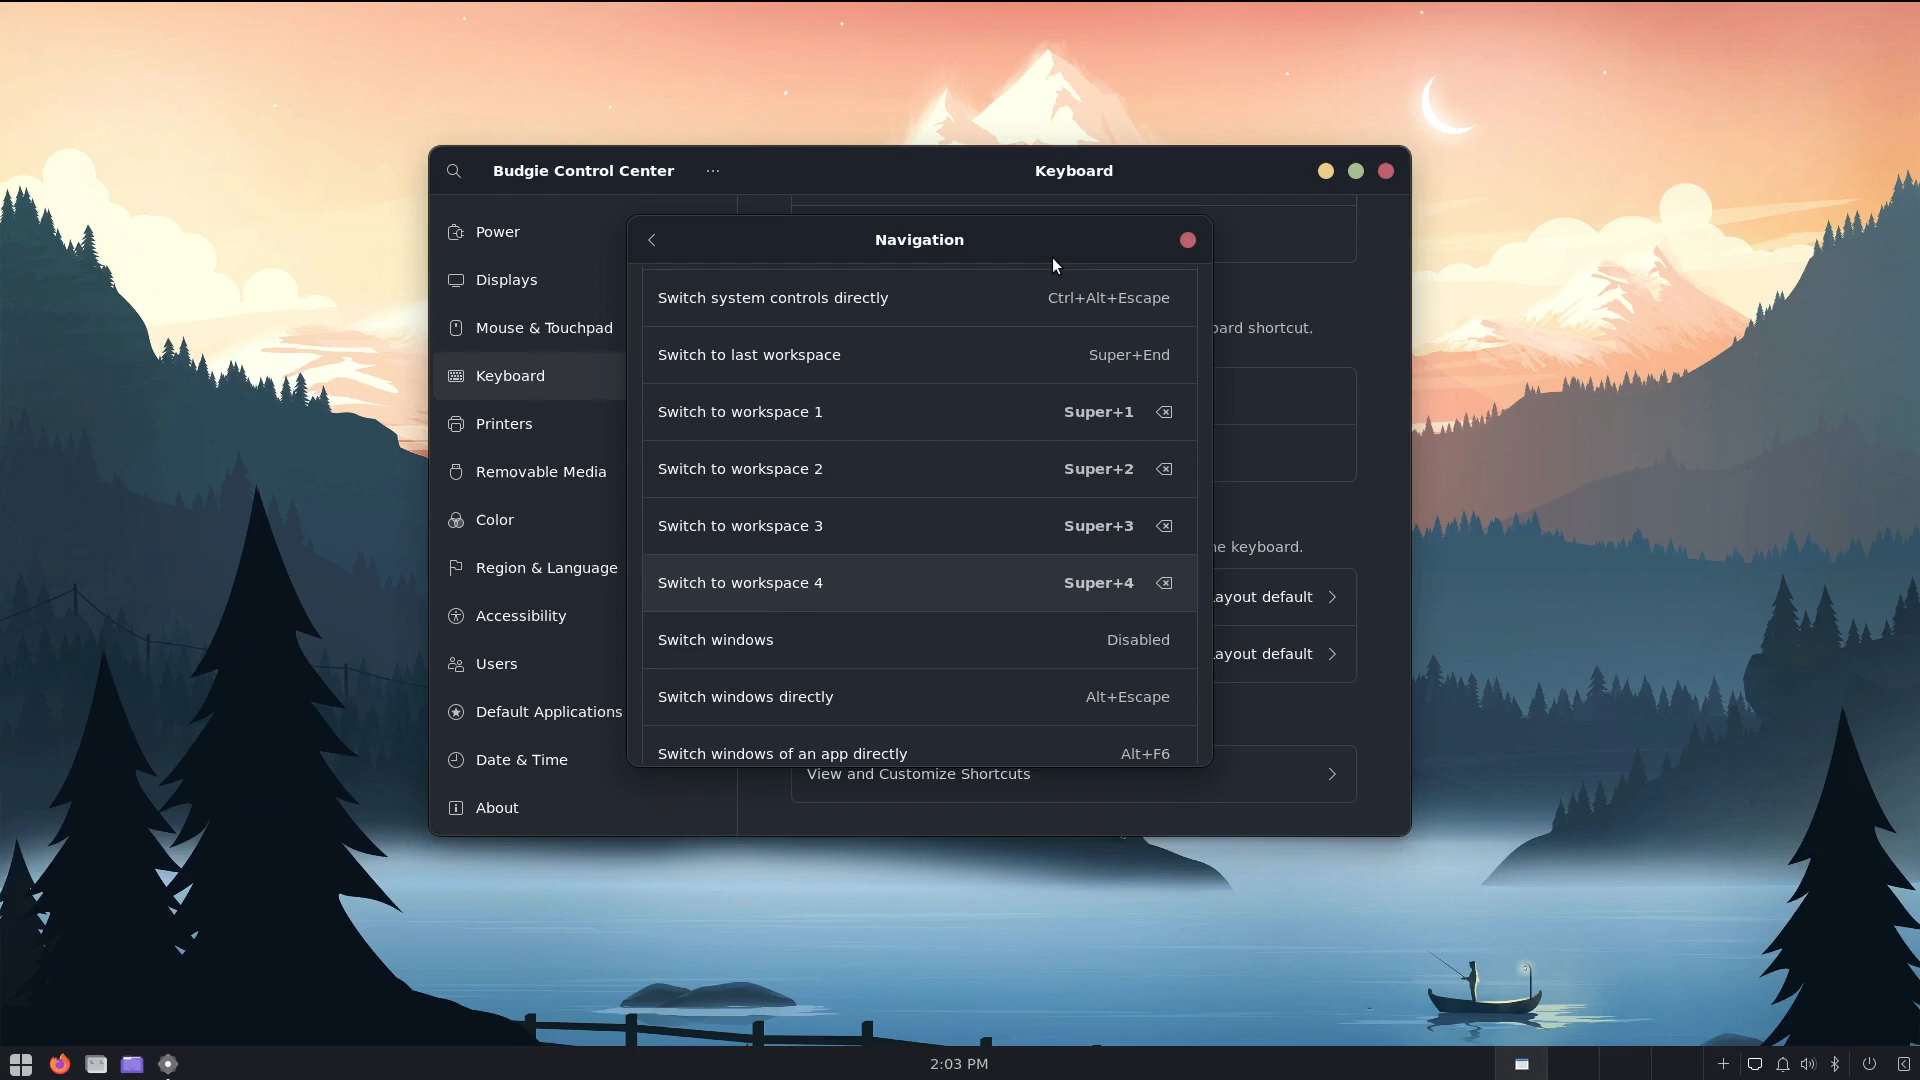 Budgie Control Center
...
Keyboard
Power
Displays
Mouse & Touchpad
Keyboard
Printers
Removable Media
Color
Region & Language
Accessibility
Users
Default Applications
Date & Time
About
Navigation
Switch system controls directly Ctrl+Alt+Escape
Switch to last workspace Super+End
Switch to workspace 1 Super+1
Switch to workspace 2 Super+2
Switch to workspace 3 Super+3
Switch to workspace 4 Super+4
Switch windows Disabled
Switch windows directly Alt+Escape
Switch windows of an app directly Alt+F6
shortcut.
keyboard.
default
default
View and Customize Shortcuts
2:03 PM